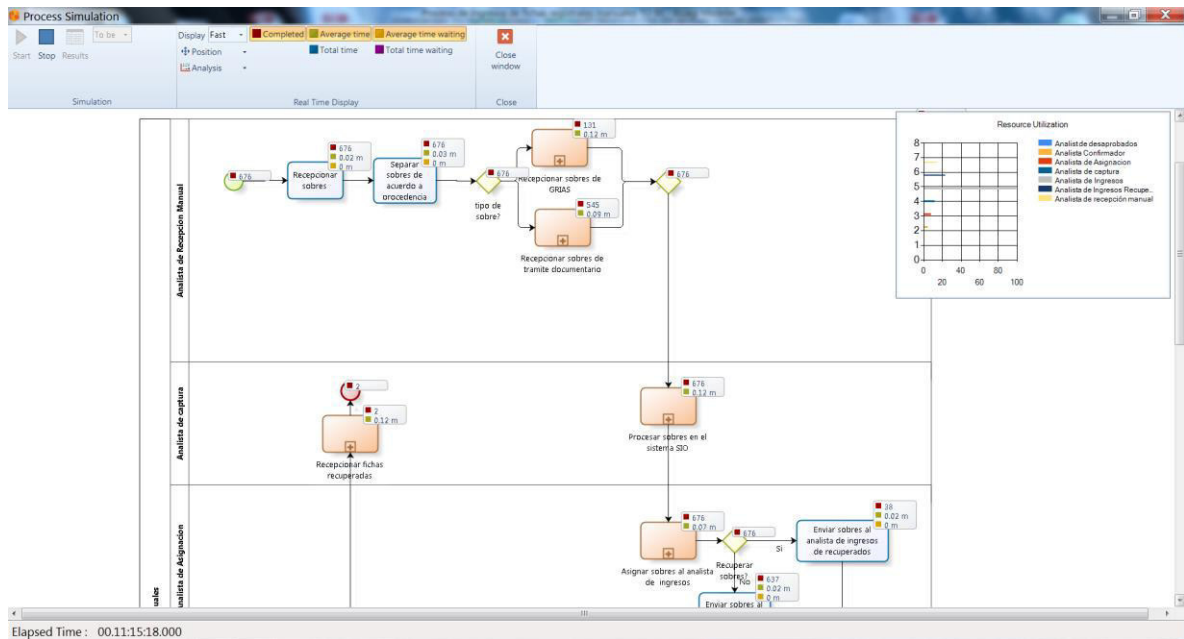 Process Simulation
To be
Display Fast
Completed
Average time
Average time waiting
Position
Total time
Total time waiting
Analysis
Start
Stop
Results
Close window
Simulation
Real Time Display
Close
Analista de Recepcion Manual
676
676
0.02 m
0 m
Recepcionar
sobres
676
0.03 m
0 m
Separar
sobres de
acuerdo a
procedencia
676
tipo de
sobre?
131
0.12 m
Recepcionar sobres de
GRIAS
545
0.09 m
Recepcionar sobres de
tramite documentario
676
Resource Utilization
8
7
6
5
4
3
2
1
0
0
40
80
20
60
100
Analist de desaprobados
Analista Confirmador
Analista de Asignacion
Analista de captura
Analista de Ingresos
Analista de Ingresos Recupe...
Analista de recepción manual
Analista de captura
2
2
0.12 m
Recepcionar fichas
recuperadas
676
0.12 m
Procesar sobres en el
sistema SIO
uales
nalista de Asignacion
676
0.07 m
Asignar sobres al analista
de ingresos
676
Recuperar
sobres?
Si
No
38
0.02 m
0 m
Enviar sobres al
analista de ingresos
de recuperados
637
0.02 m
0 m
Enviar sobres al
Elapsed Time : 00.11:15:18.000